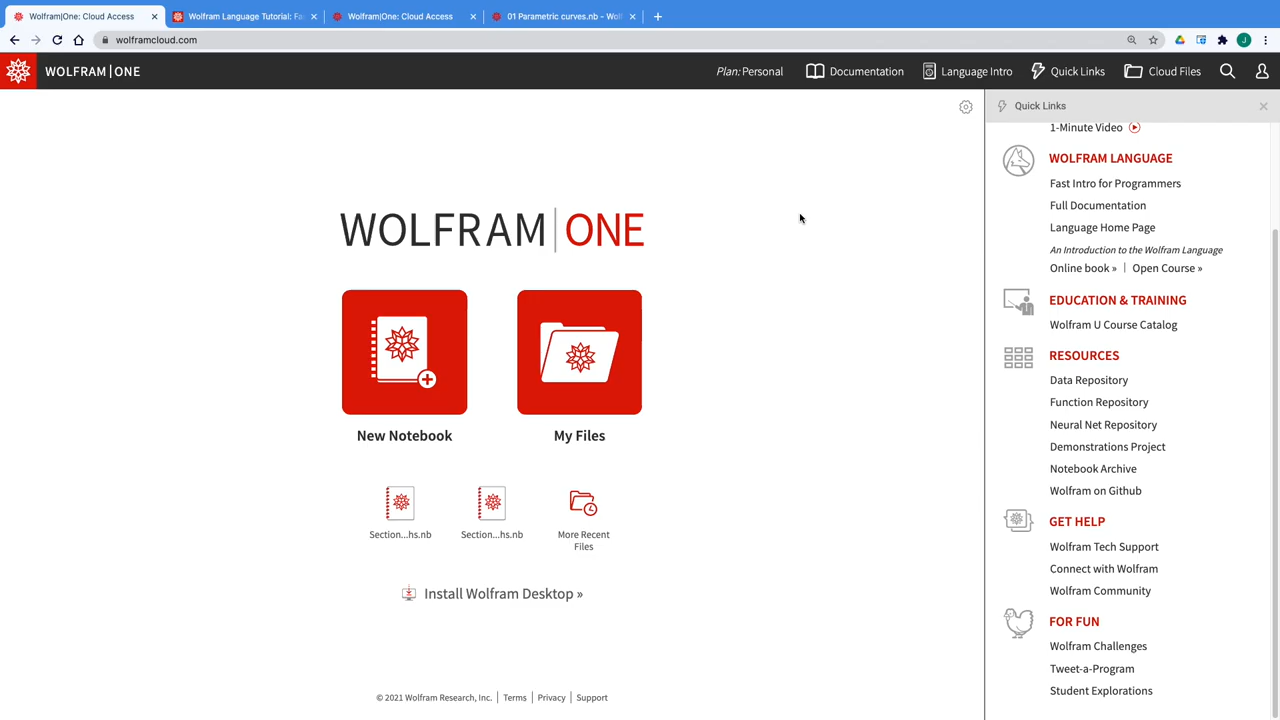 Wolfram|One: Cloud Access
Wolfram Language Tutorial: Fa
Wolfram|One: Cloud Access
01 Parametric curves.nb - Wol
wolframcloud.com
J
WOLFRAM|ONE
Plan: Personal
Documentation
Language Intro
Quick Links
Cloud Files
Quick Links
1-Minute Video
WOLFRAM LANGUAGE
Fast Intro for Programmers
Full Documentation
Language Home Page
An Introduction to the Wolfram Language
Online book » | Open Course »
EDUCATION & TRAINING
Wolfram U Course Catalog
RESOURCES
Data Repository
Function Repository
Neural Net Repository
Demonstrations Project
Notebook Archive
Wolfram on Github
GET HELP
Wolfram Tech Support
Connect with Wolfram
Wolfram Community
FOR FUN
Wolfram Challenges
Tweet-a-Program
Student Explorations
WOLFRAM|ONE
New Notebook
My Files
Section...hs.nb
Section...hs.nb
More Recent
Files
Install Wolfram Desktop »
© 2021 Wolfram Research, Inc. | Terms | Privacy | Support